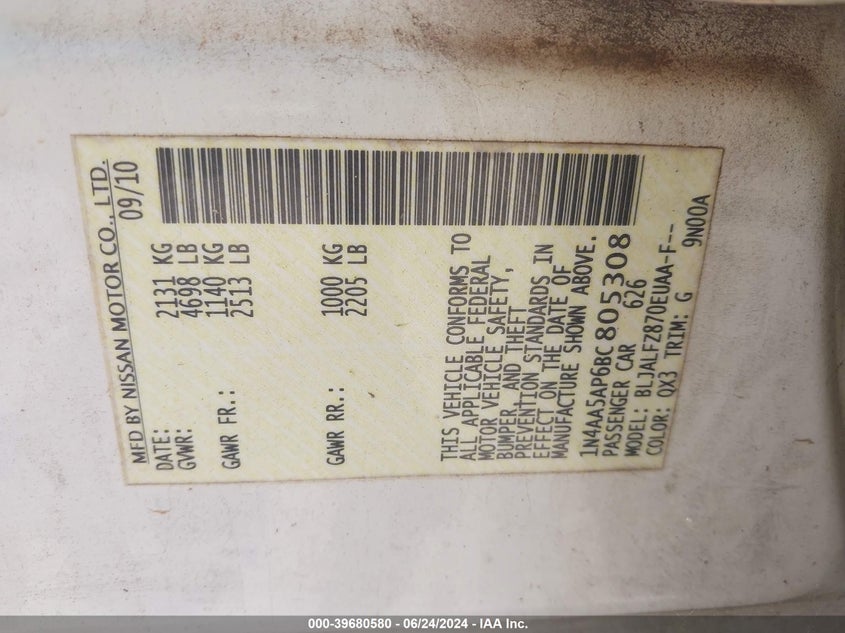 MFD BY NISSAN MOTOR CO., LTD.
DATE: 09/10
GVWR: 2131 KG
4698 LB
GAWR FR.: 1140 KG
2513 LB
GAWR RR.: 1000 KG
2205 LB
THIS VEHICLE CONFORMS TO
ALL APPLICABLE FEDERAL
MOTOR VEHICLE SAFETY,
BUMPER, AND THEFT
PREVENTION STANDARDS IN
EFFECT ON THE DATE OF
MANUFACTURE SHOWN ABOVE.
1N4AA5AP6BC805308
PASSENGER CAR 626
MODEL: BLJALFZ870EUAA-F--
COLOR: QX3 TRIM: G 9N00A
000-39680580 - 06/24/2024 - IAA Inc.